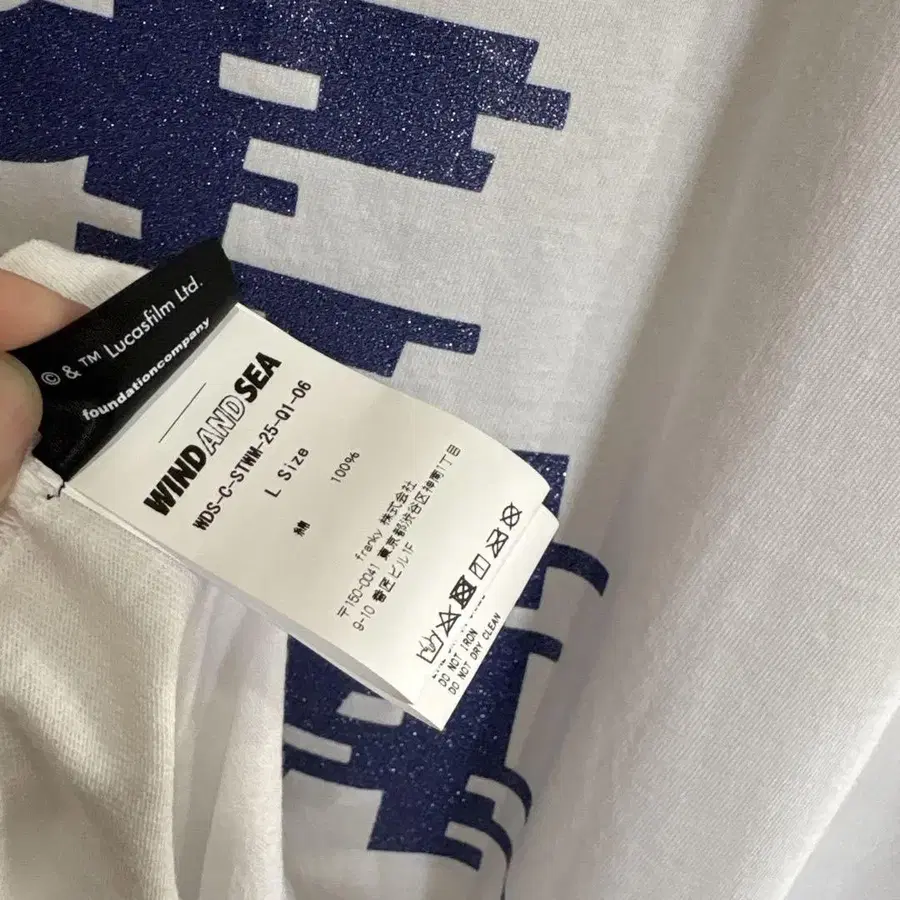 © & ™ Lucasfilm Ltd.
foundationcompany
WIND AND SEA
WDS-C-STWM-25-Q1-06
L Size
綿 100%
franky 株式会社
〒150-0041 東京都渋谷区神南1丁目
9-10 番匠ビル1F
DO NOT IRON
DO NOT DRY CLEAN